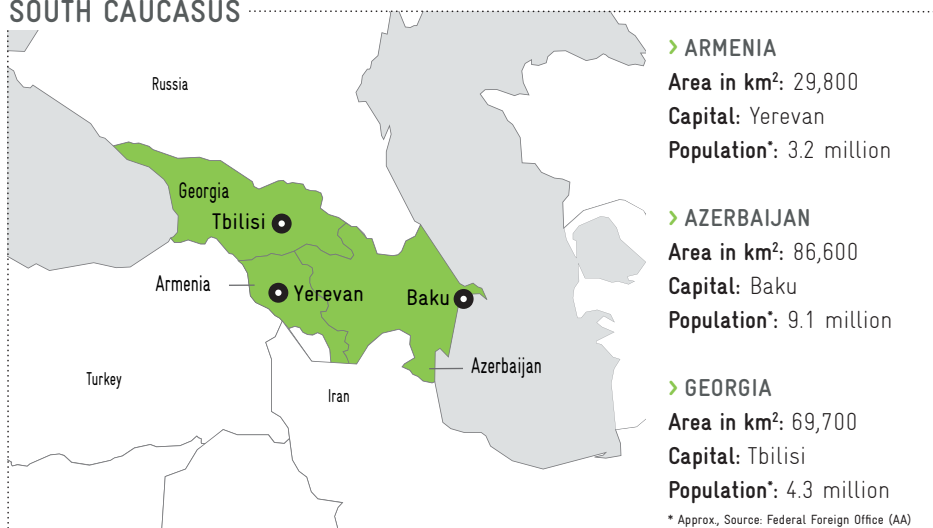 SOUTH CAUCASUS
Russia
Georgia
Tbilisi
Armenia
Yerevan
Baku
Azerbaijan
Turkey
Iran
› ARMENIA
Area in km²: 29,800
Capital: Yerevan
Population*: 3.2 million
› AZERBAIJAN
Area in km²: 86,600
Capital: Baku
Population*: 9.1 million
› GEORGIA
Area in km²: 69,700
Capital: Tbilisi
Population*: 4.3 million
* Approx., Source: Federal Foreign Office (AA)